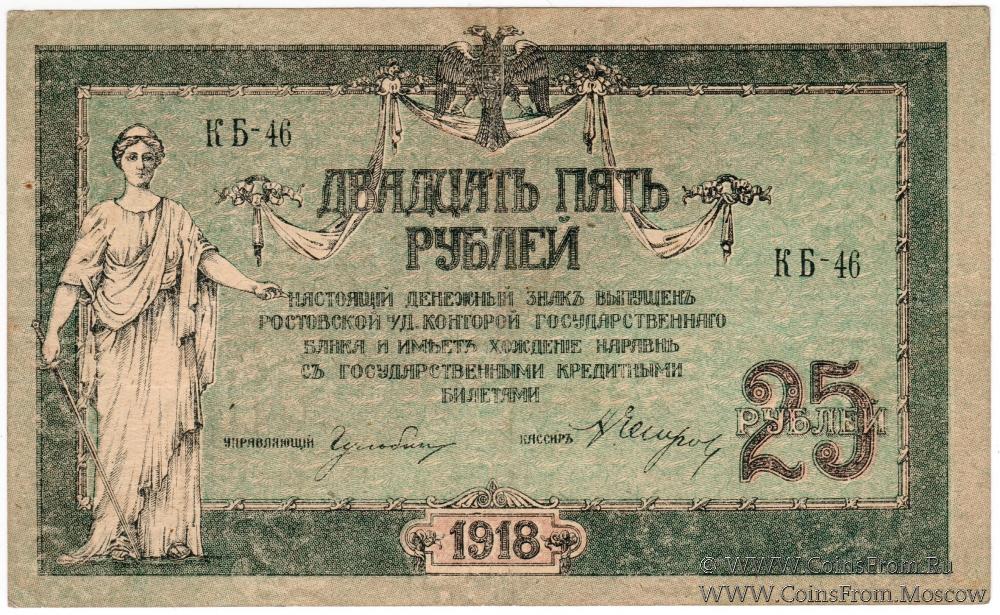 КБ-46
ДВАДЦАТЬ ПЯТЬ
РУБЛЕЙ
КБ-46
НАСТОЯЩІЙ ДЕНЕЖНЫЙ ЗНАКЪ ВЫПУЩЕНЪ
РОСТОВСКОЙ Н/Д. КОНТОРОЙ ГОСУДАРСТВЕННАГО
БАНКА И ИМѢЕТЪ ХОЖДЕНІЕ НАРАВНѢ
СЪ ГОСУДАРСТВЕННЫМИ КРЕДИТНЫМИ
БИЛЕТАМИ
25
РУБЛЕЙ
УПРАВЛЯЮЩІЙ
КАССИРЪ
1918
© WWW.CoinsFrom.Ru
WWW.CoinsFrom.Moscow